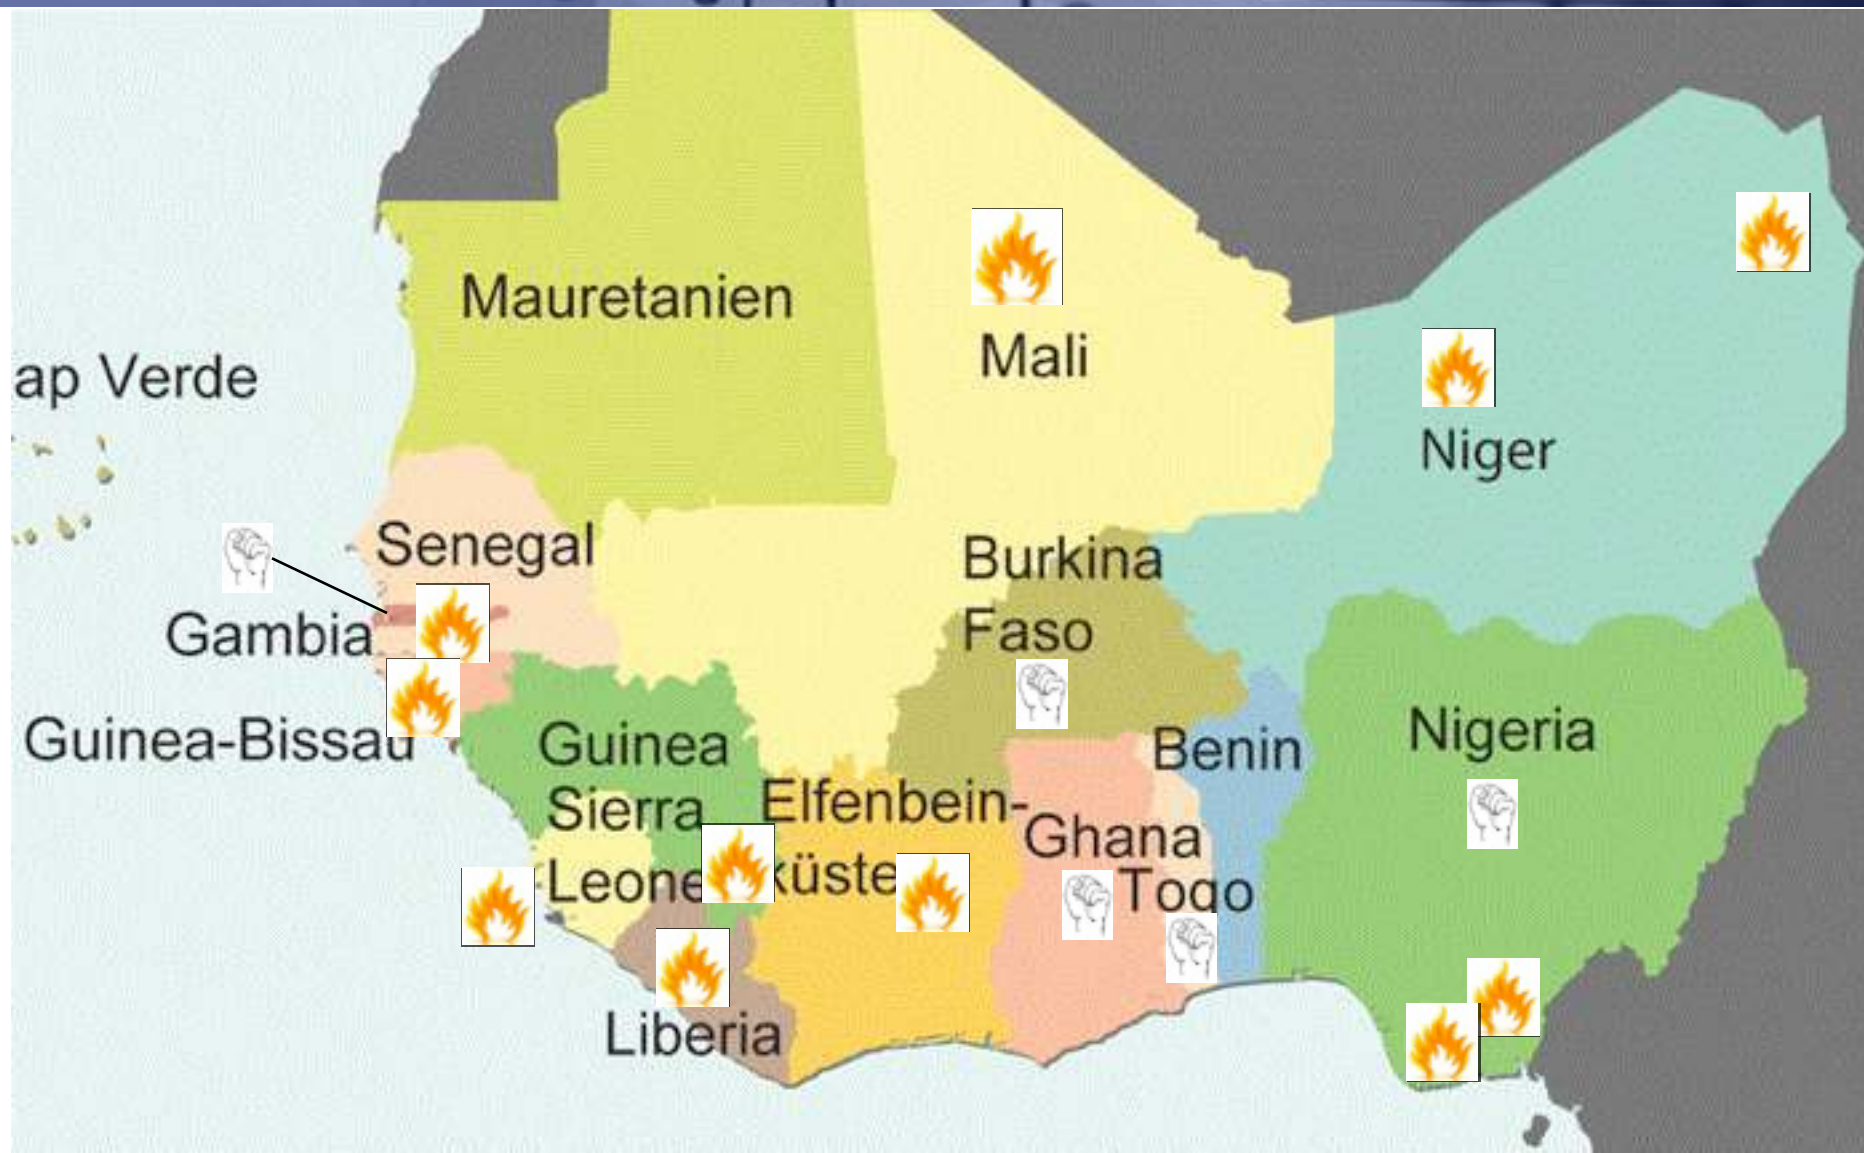 Mauretanien
Mali
ap Verde
Niger
Senegal
Burkina
Faso
Gambia
Guinea-Bissau
Guinea
Nigeria
Benin
Sierra
Leone
Elfenbein-
küste
Ghana
Togo
Liberia